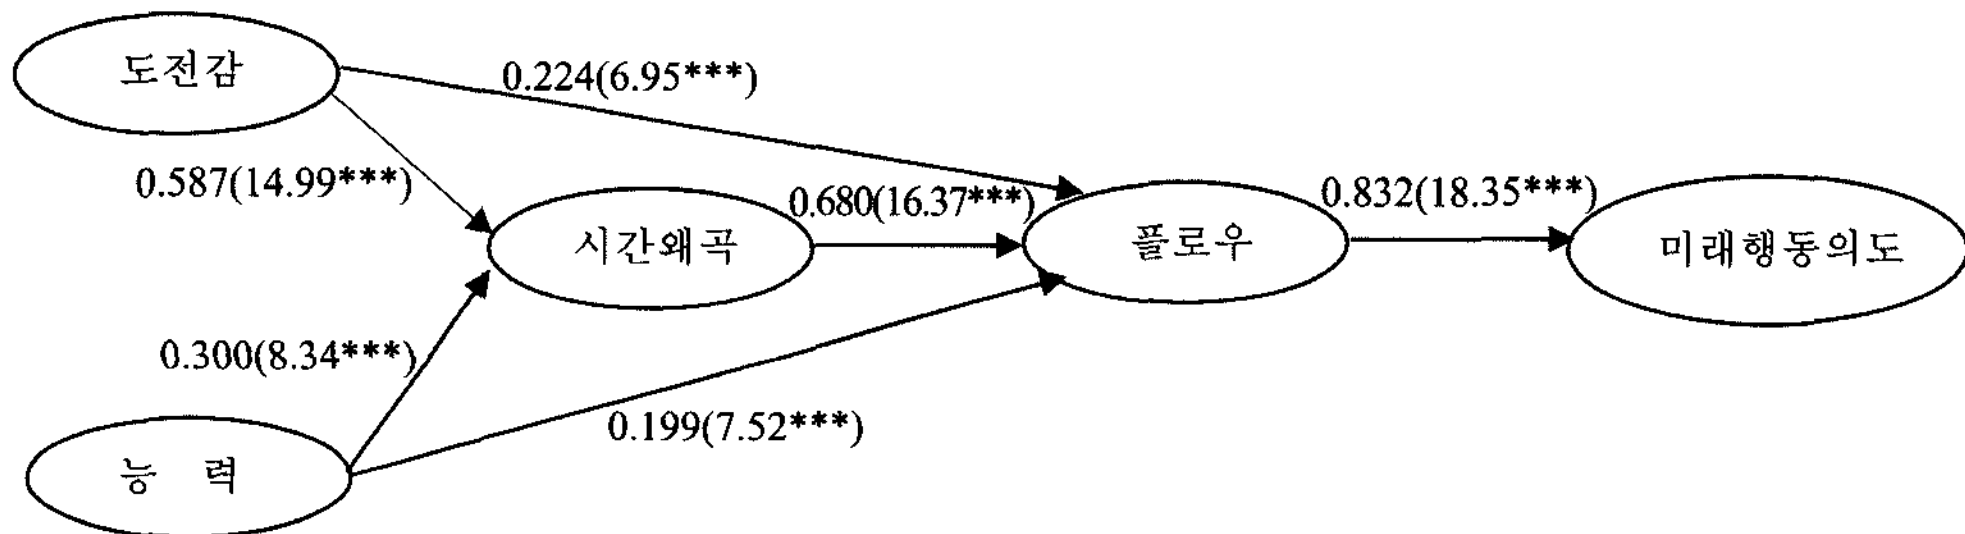 도전감
0.224(6.95***)
0.587(14.99***)
0.680(16.37***)
0.832(18.35***)
시간왜곡
플로우
미래행동의도
0.300(8.34***)
0.199(7.52***)
능 력